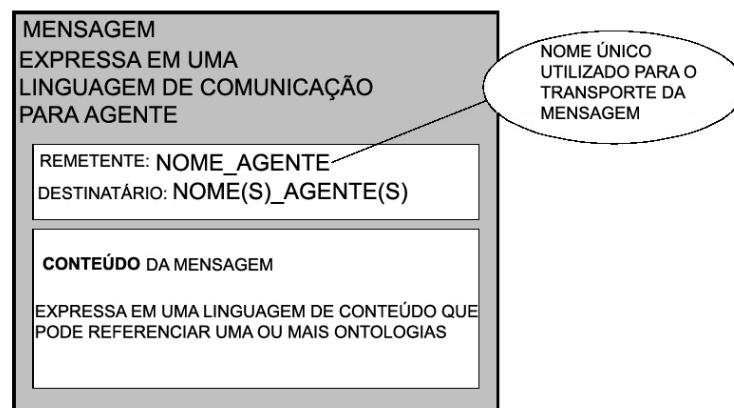 MENSAGEM
EXPRESSA EM UMA
LINGUAGEM DE COMUNICAÇÃO
PARA AGENTE
NOME ÚNICO
UTILIZADO PARA O
TRANSPORTE DA
MENSAGEM
REMETENTE: NOME_AGENTE
DESTINATÁRIO: NOME(S)_AGENTE(S)
CONTEÚDO DA MENSAGEM
EXPRESSA EM UMA LINGUAGEM DE CONTEÚDO QUE
PODE REFERENCIAR UMA OU MAIS ONTOLOGIAS